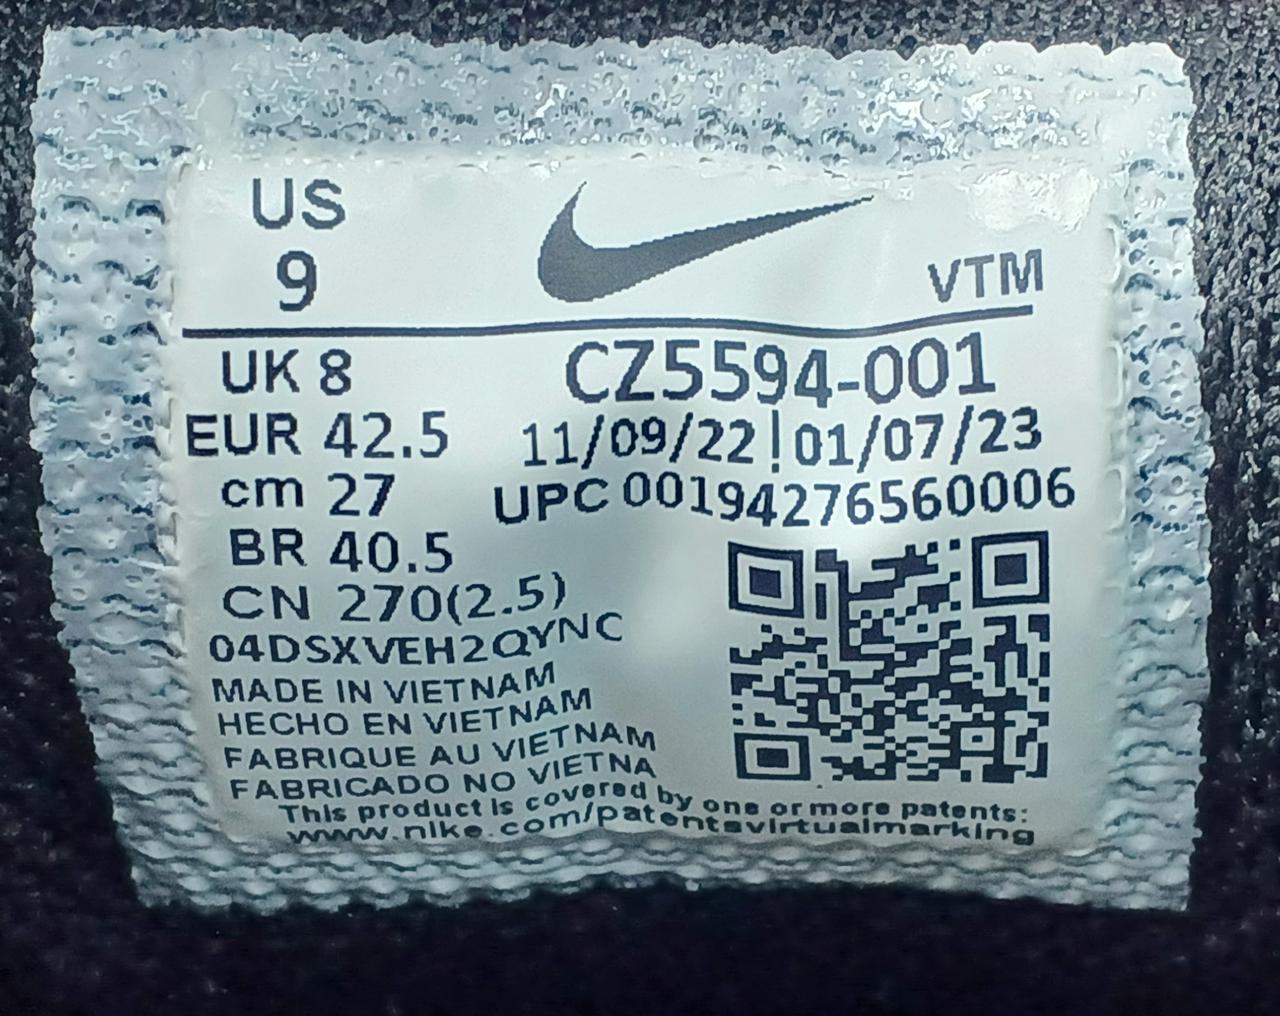 US
9
VTM
UK 8
CZ5594-001
EUR 42.5
11/09/22|01/07/23
cm 27
UPC 00194276560006
BR 40.5
CN 270(2.5)
04DSXVEH2QYNC
MADE IN VIETNAM
HECHO EN VIETNAM
FABRIQUE AU VIETNAM
FABRICADO NO VIETNA
This product is covered by one or more patents:
www.nike.com/patentsvirtualmarking